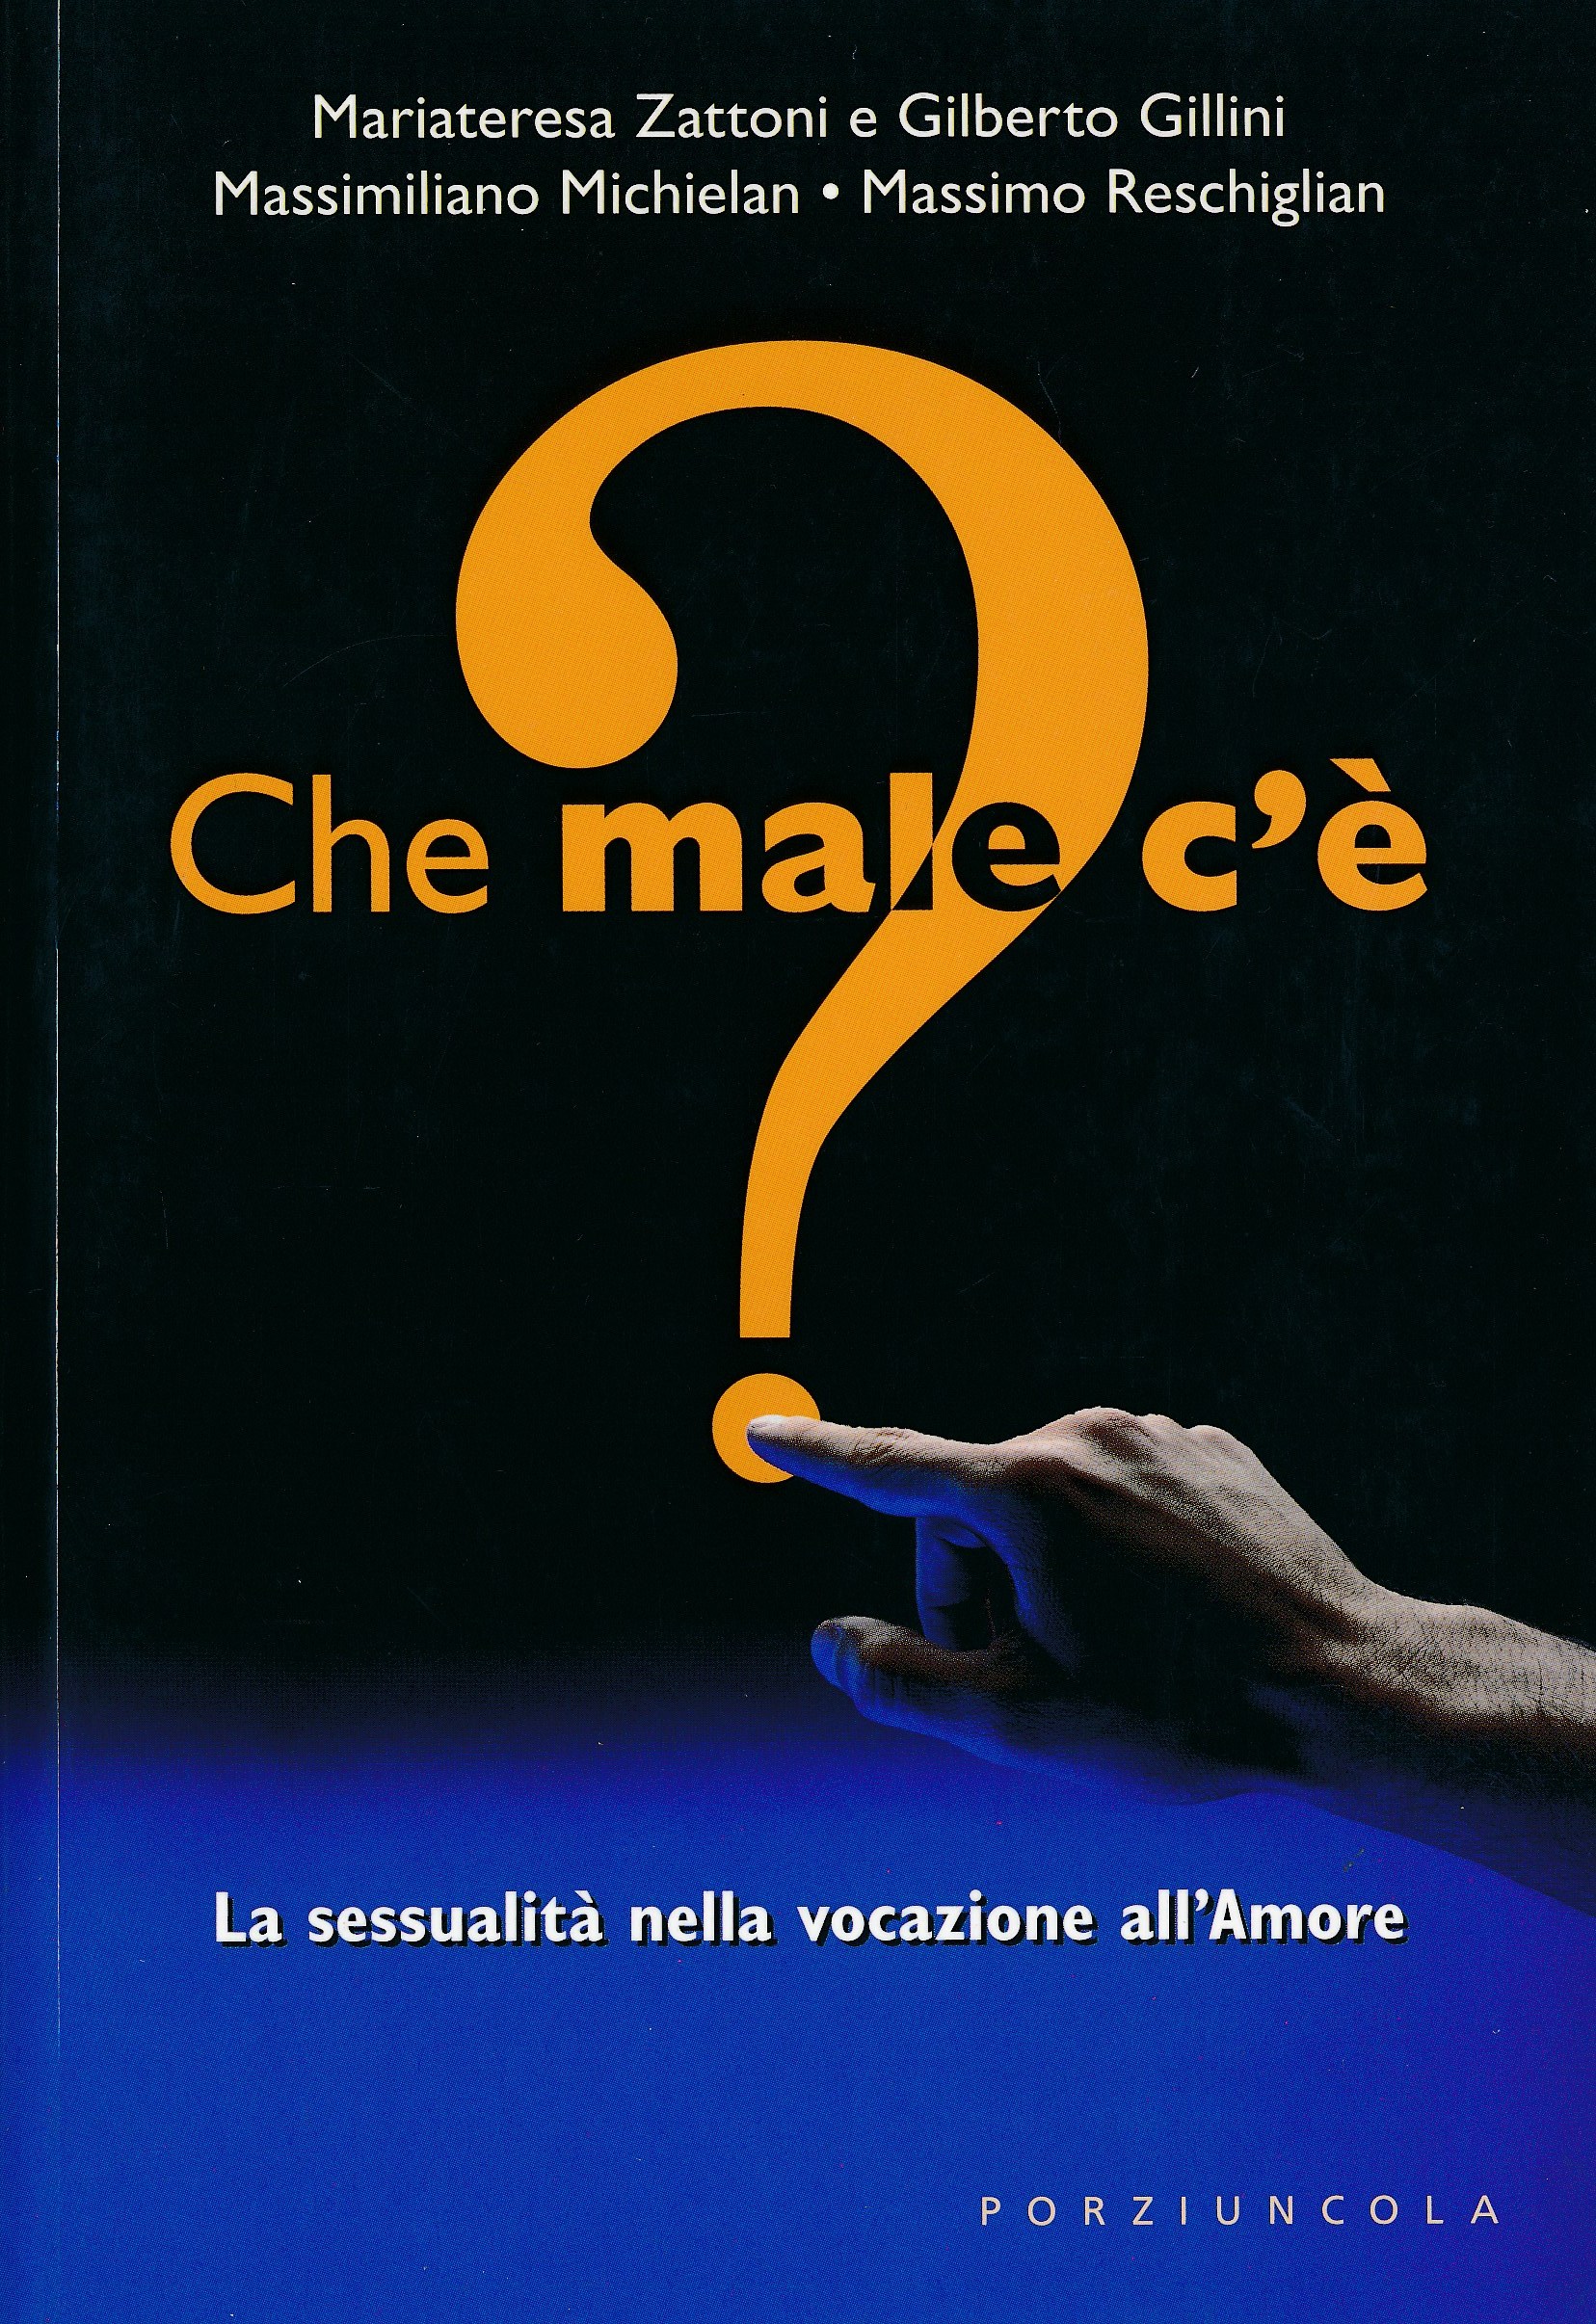 Mariateresa Zattoni e Gilberto Gillini
Massimiliano Michielan • Massimo Reschiglian
Che male c'è
?
La sessualità nella vocazione all'Amore
PORZIUNCOLA